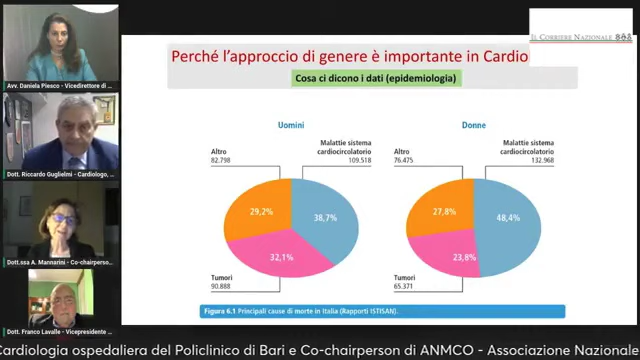 Avv. Daniela Piesco - Vicedirettore di ...
Dott. Riccardo Guglielmi - Cardiologo, ...
Dott.ssa A. Mannarini - Co-chairperso...
Dott. Franco Lavalle - Vicepresidente ...
IL CORRIERE NAZIONALE
Perché l'approccio di genere è importante in Cardio
Cosa ci dicono i dati (epidemiologia)
Uomini
Altro
82.798
Malattie sistema
cardiocircolatorio
109.518
29,2%
38,7%
32,1%
Tumori
90.888
Donne
Altro
76.475
Malattie sistema
cardiocircolatorio
132.968
27,8%
48,4%
23,8%
Tumori
65.371
Figura 6.1 Principali cause di morte in Italia (Rapporti ISTISAN).
Cardiologia ospedaliera del Policlinico di Bari e Co-chairperson di ANMCO - Associazione Nazionale